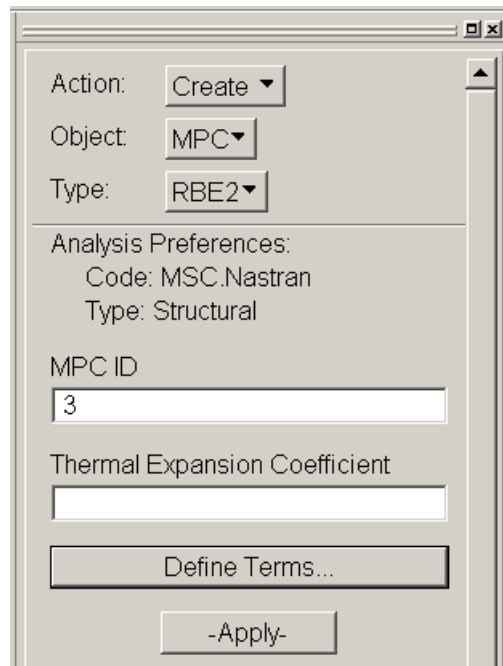 Action: Create
Object: MPC
Type: RBE2
Analysis Preferences:
Code: MSC.Nastran
Type: Structural
MPC ID
3
Thermal Expansion Coefficient
Define Terms...
-Apply-